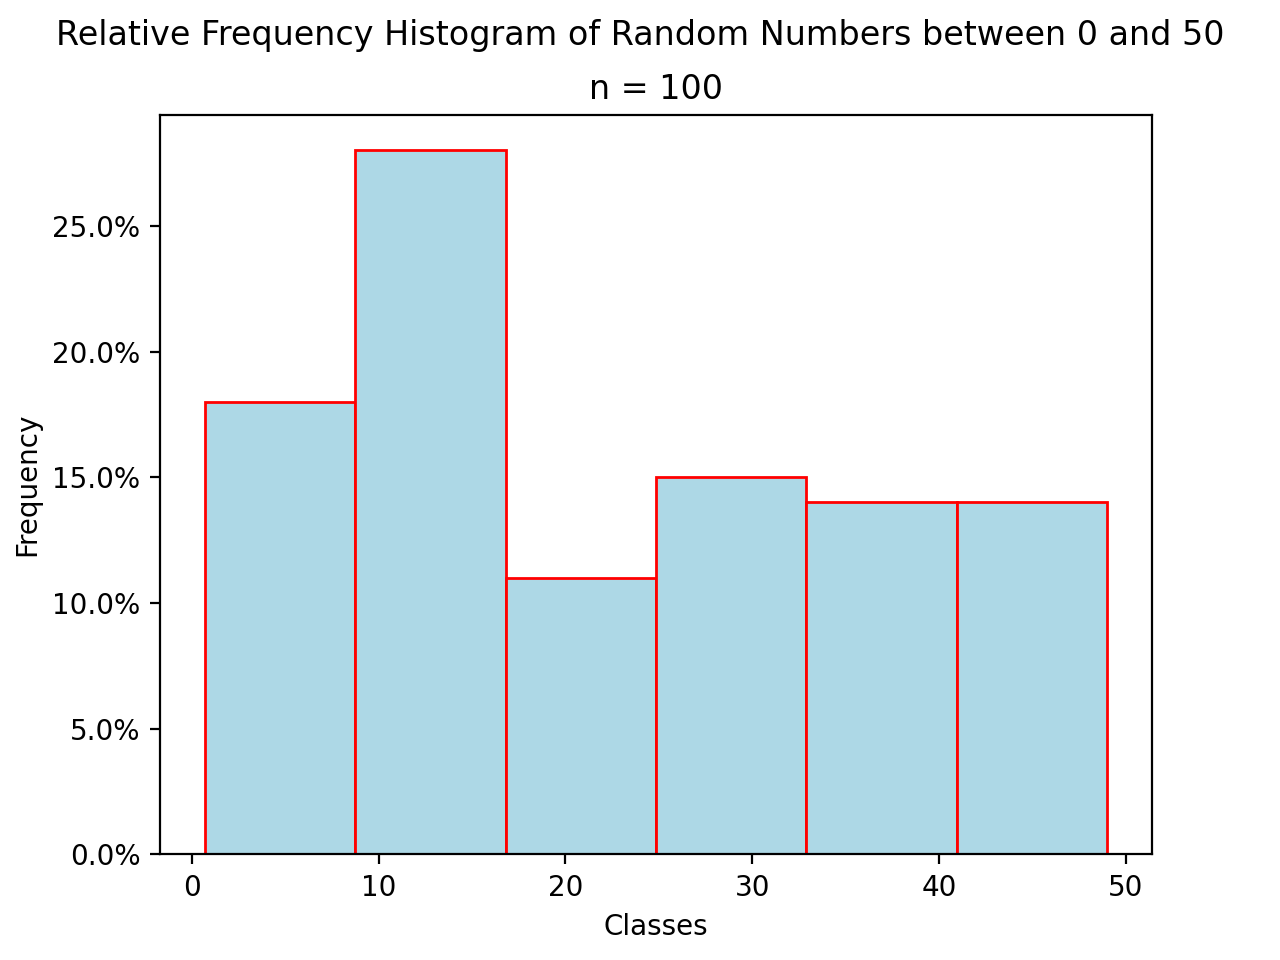 Relative Frequency Histogram of Random Numbers between 0 and 50
n = 100
25.0%
20.0%
15.0%
10.0%
5.0%
0.0%
Frequency
0 10 20 30 40 50
Classes